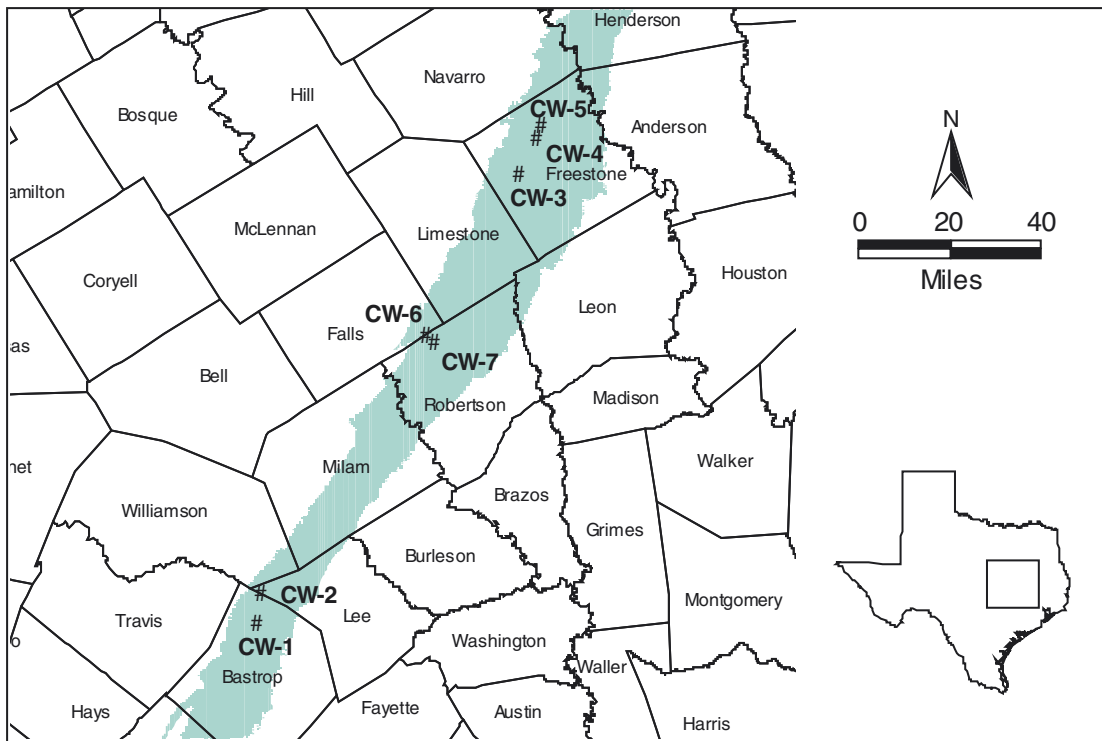 Henderson
Navarro
Hill
CW-5
#
Bosque
#
Anderson
CW-4
N
amilton
#
Freestone
CW-3
McLennan
Limestone
0 20 40
Miles
Coryell
Houston
Leon
CW-6
Falls
#
#
as
CW-7
Bell
Madison
Robertson
Milam
Walker
net
Brazos
Williamson
Grimes
Burleson
#
CW-2
Montgomery
Travis
#
Lee
o
CW-1
Washington
Waller
Bastrop
Hays
Fayette
Austin
Harris